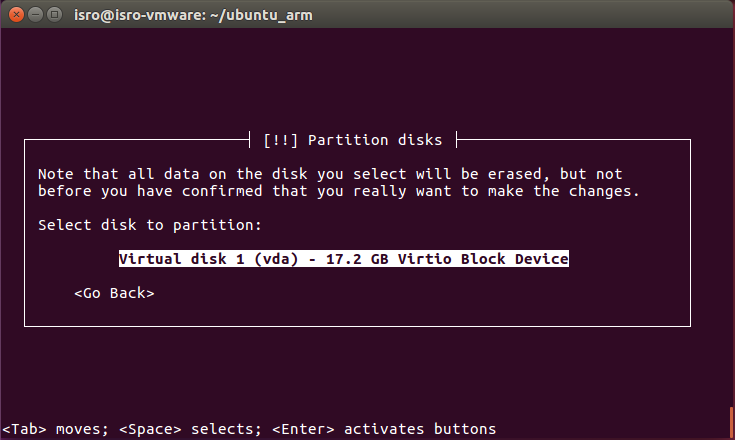 isro@isro-vmware: ~/ubuntu_arm
[!!] Partition disks
Note that all data on the disk you select will be erased, but not
before you have confirmed that you really want to make the changes.
Select disk to partition:
Virtual disk 1 (vda) - 17.2 GB Virtio Block Device
<Go Back>
<Tab> moves; <Space> selects; <Enter> activates buttons